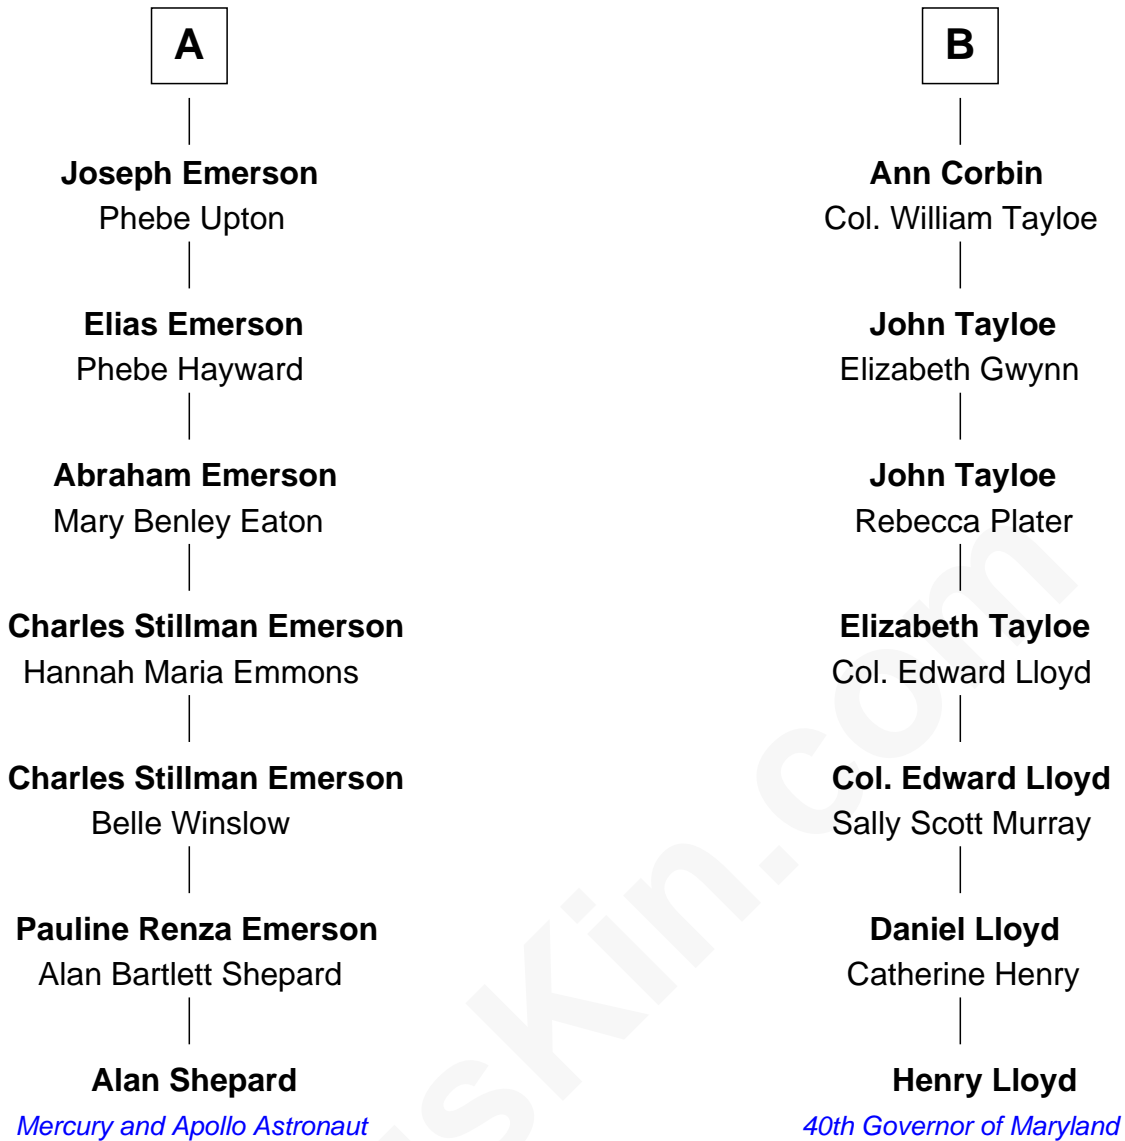 A
Joseph Emerson
Phebe Upton
Elias Emerson
Phebe Hayward
Abraham Emerson
Mary Benley Eaton
Charles Stillman Emerson
Hannah Maria Emmons
Charles Stillman Emerson
Belle Winslow
Pauline Renza Emerson
Alan Bartlett Shepard
Alan Shepard
Mercury and Apollo Astronaut
B
Ann Corbin
Col. William Tayloe
John Tayloe
Elizabeth Gwynn
John Tayloe
Rebecca Plater
Elizabeth Tayloe
Col. Edward Lloyd
Col. Edward Lloyd
Sally Scott Murray
Daniel Lloyd
Catherine Henry
Henry Lloyd
40th Governor of Maryland